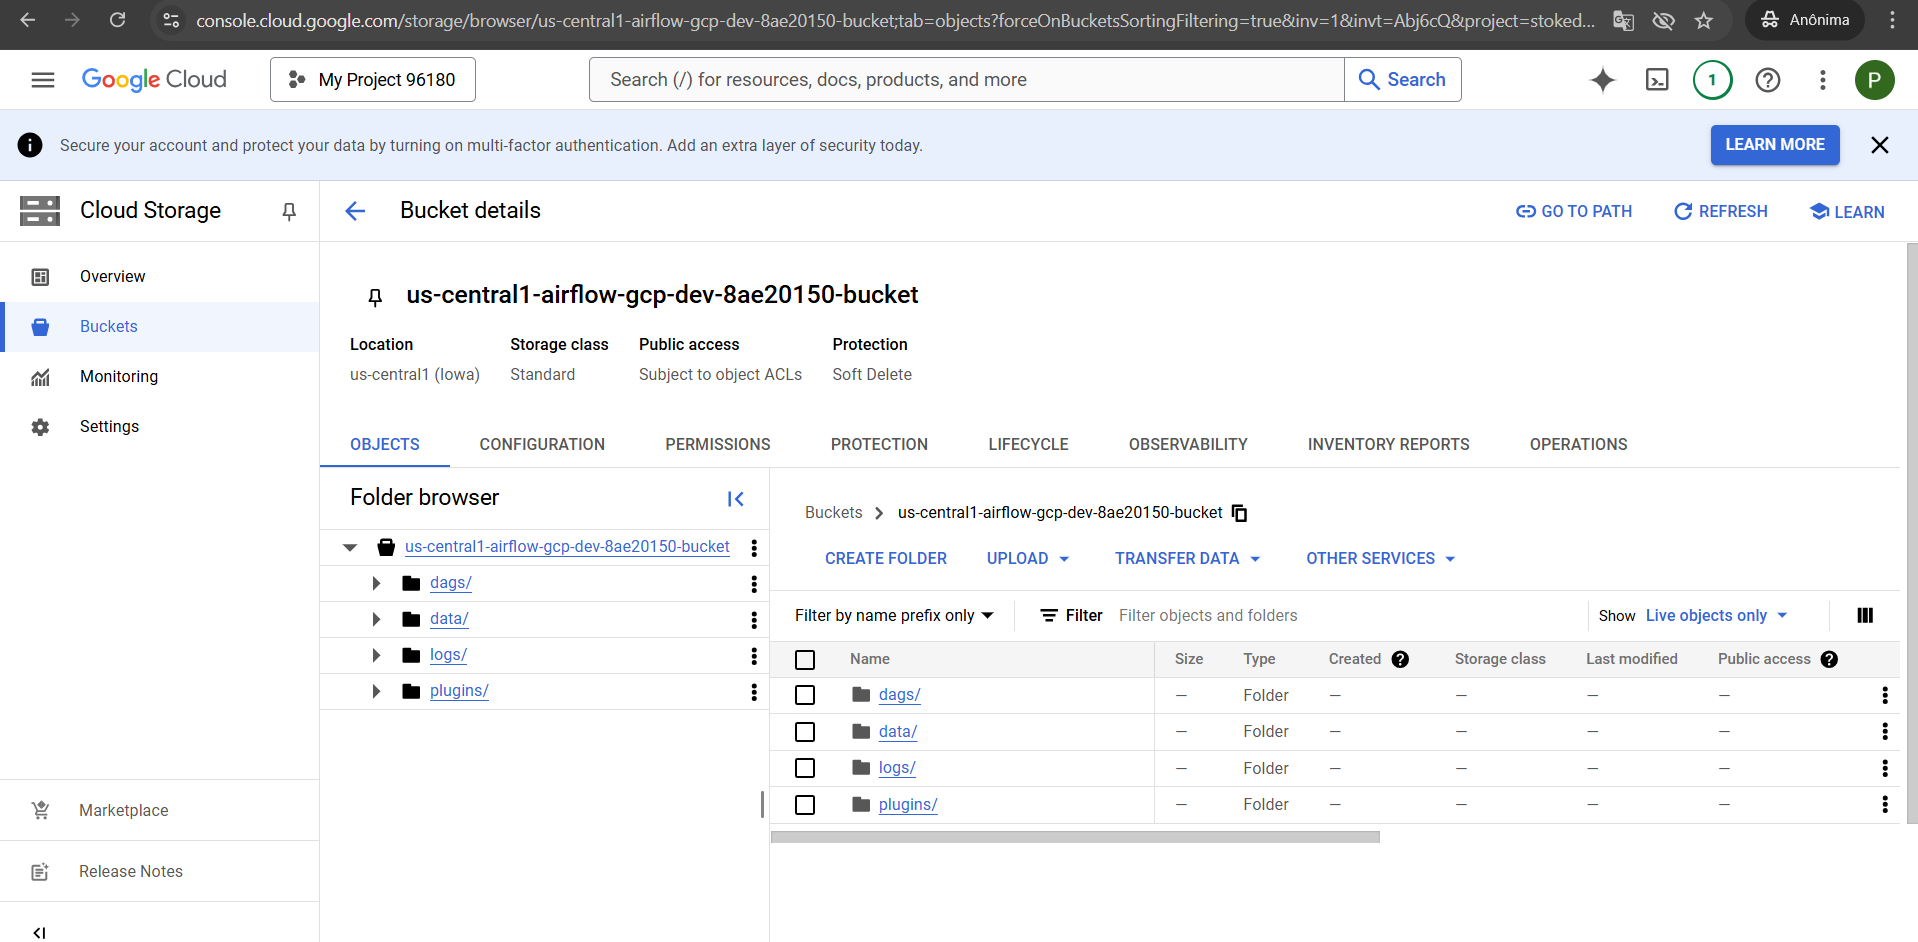 console.cloud.google.com/storage/browser/us-central1-airflow-gcp-dev-8ae20150-bucket;tab=objects?forceOnBucketsSortingFiltering=true&inv=1&invt=Abj6cQ&project=stoked...
Anônima
Google Cloud
My Project 96180
Search (/) for resources, docs, products, and more
Search
1
P
Secure your account and protect your data by turning on multi-factor authentication. Add an extra layer of security today.
LEARN MORE
Cloud Storage
Bucket details
GO TO PATH
REFRESH
LEARN
Overview
Buckets
Monitoring
Settings
Marketplace
Release Notes
us-central1-airflow-gcp-dev-8ae20150-bucket
Location Storage class Public access Protection
us-central1 (Iowa) Standard Subject to object ACLs Soft Delete
OBJECTS CONFIGURATION PERMISSIONS PROTECTION LIFECYCLE OBSERVABILITY INVENTORY REPORTS OPERATIONS
Folder browser
us-central1-airflow-gcp-dev-8ae20150-bucket
dags/
data/
logs/
plugins/
Buckets > us-central1-airflow-gcp-dev-8ae20150-bucket
CREATE FOLDER UPLOAD TRANSFER DATA OTHER SERVICES
Filter by name prefix only Filter Filter objects and folders Show Live objects only
Name Size Type Created Storage class Last modified Public access
dags/ — Folder — — — —
data/ — Folder — — — —
logs/ — Folder — — — —
plugins/ — Folder — — — —